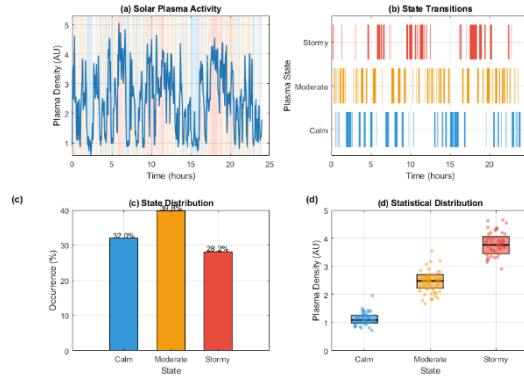 (a) Solar Plasma Activity
Plasma Density (AU)
5
4
3
2
1
0 5 10 15 20 25
Time (hours)
(b) State Transitions
Plasma State
Stormy
Moderate
Calm
0 5 10 15 20
Time (hours)
(c)
(c) State Distribution
Occurrence (%)
40
30
20
10
0
32.0%
39.8%
28.2%
Calm Moderate Stormy
State
(d)
(d) Statistical Distribution
Plasma Density (AU)
5
4
3
2
1
0
Calm Moderate Stormy
State